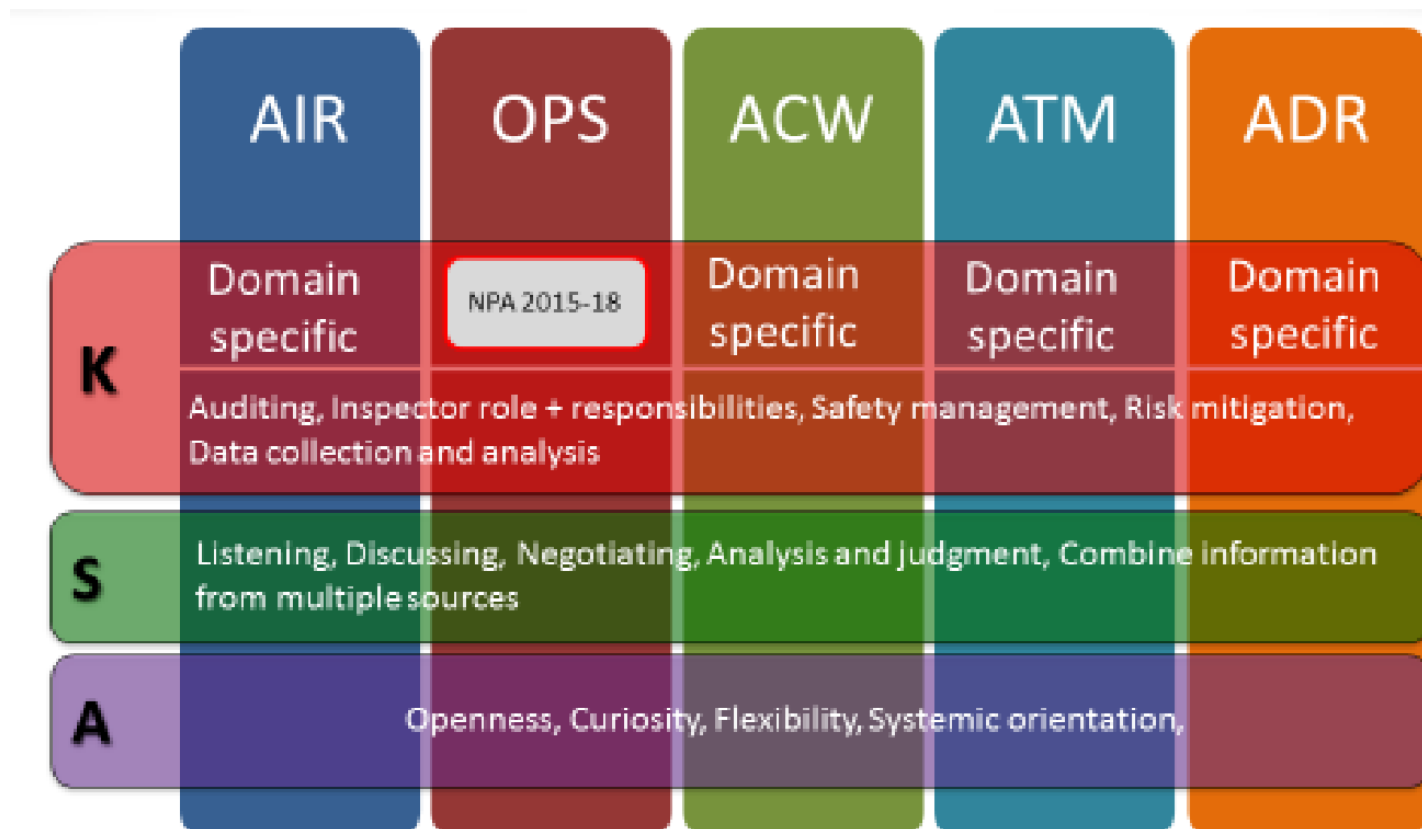 AIR OPS ACW ATM ADR
K
Domain
specific
NPA 2015-18
Domain
specific
Domain
specific
Domain
specific
Auditing, Inspector role + responsibilities, Safety management, Risk mitigation,
Data collection and analysis
S
Listening, Discussing, Negotiating, Analysis and judgment, Combine information
from multiple sources
A
Openness, Curiosity, Flexibility, Systemic orientation,